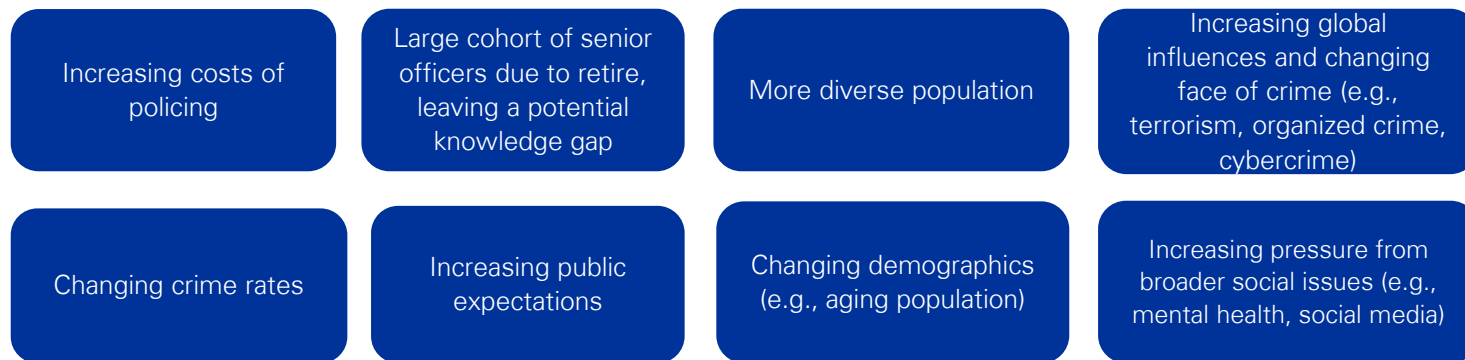 Increasing costs of
policing
Large cohort of senior
officers due to retire,
leaving a potential
knowledge gap
More diverse population
Increasing global
influences and changing
face of crime (e.g.,
terrorism, organized crime,
cybercrime)
Changing crime rates
Increasing public
expectations
Changing demographics
(e.g., aging population)
Increasing pressure from
broader social issues (e.g.,
mental health, social media)